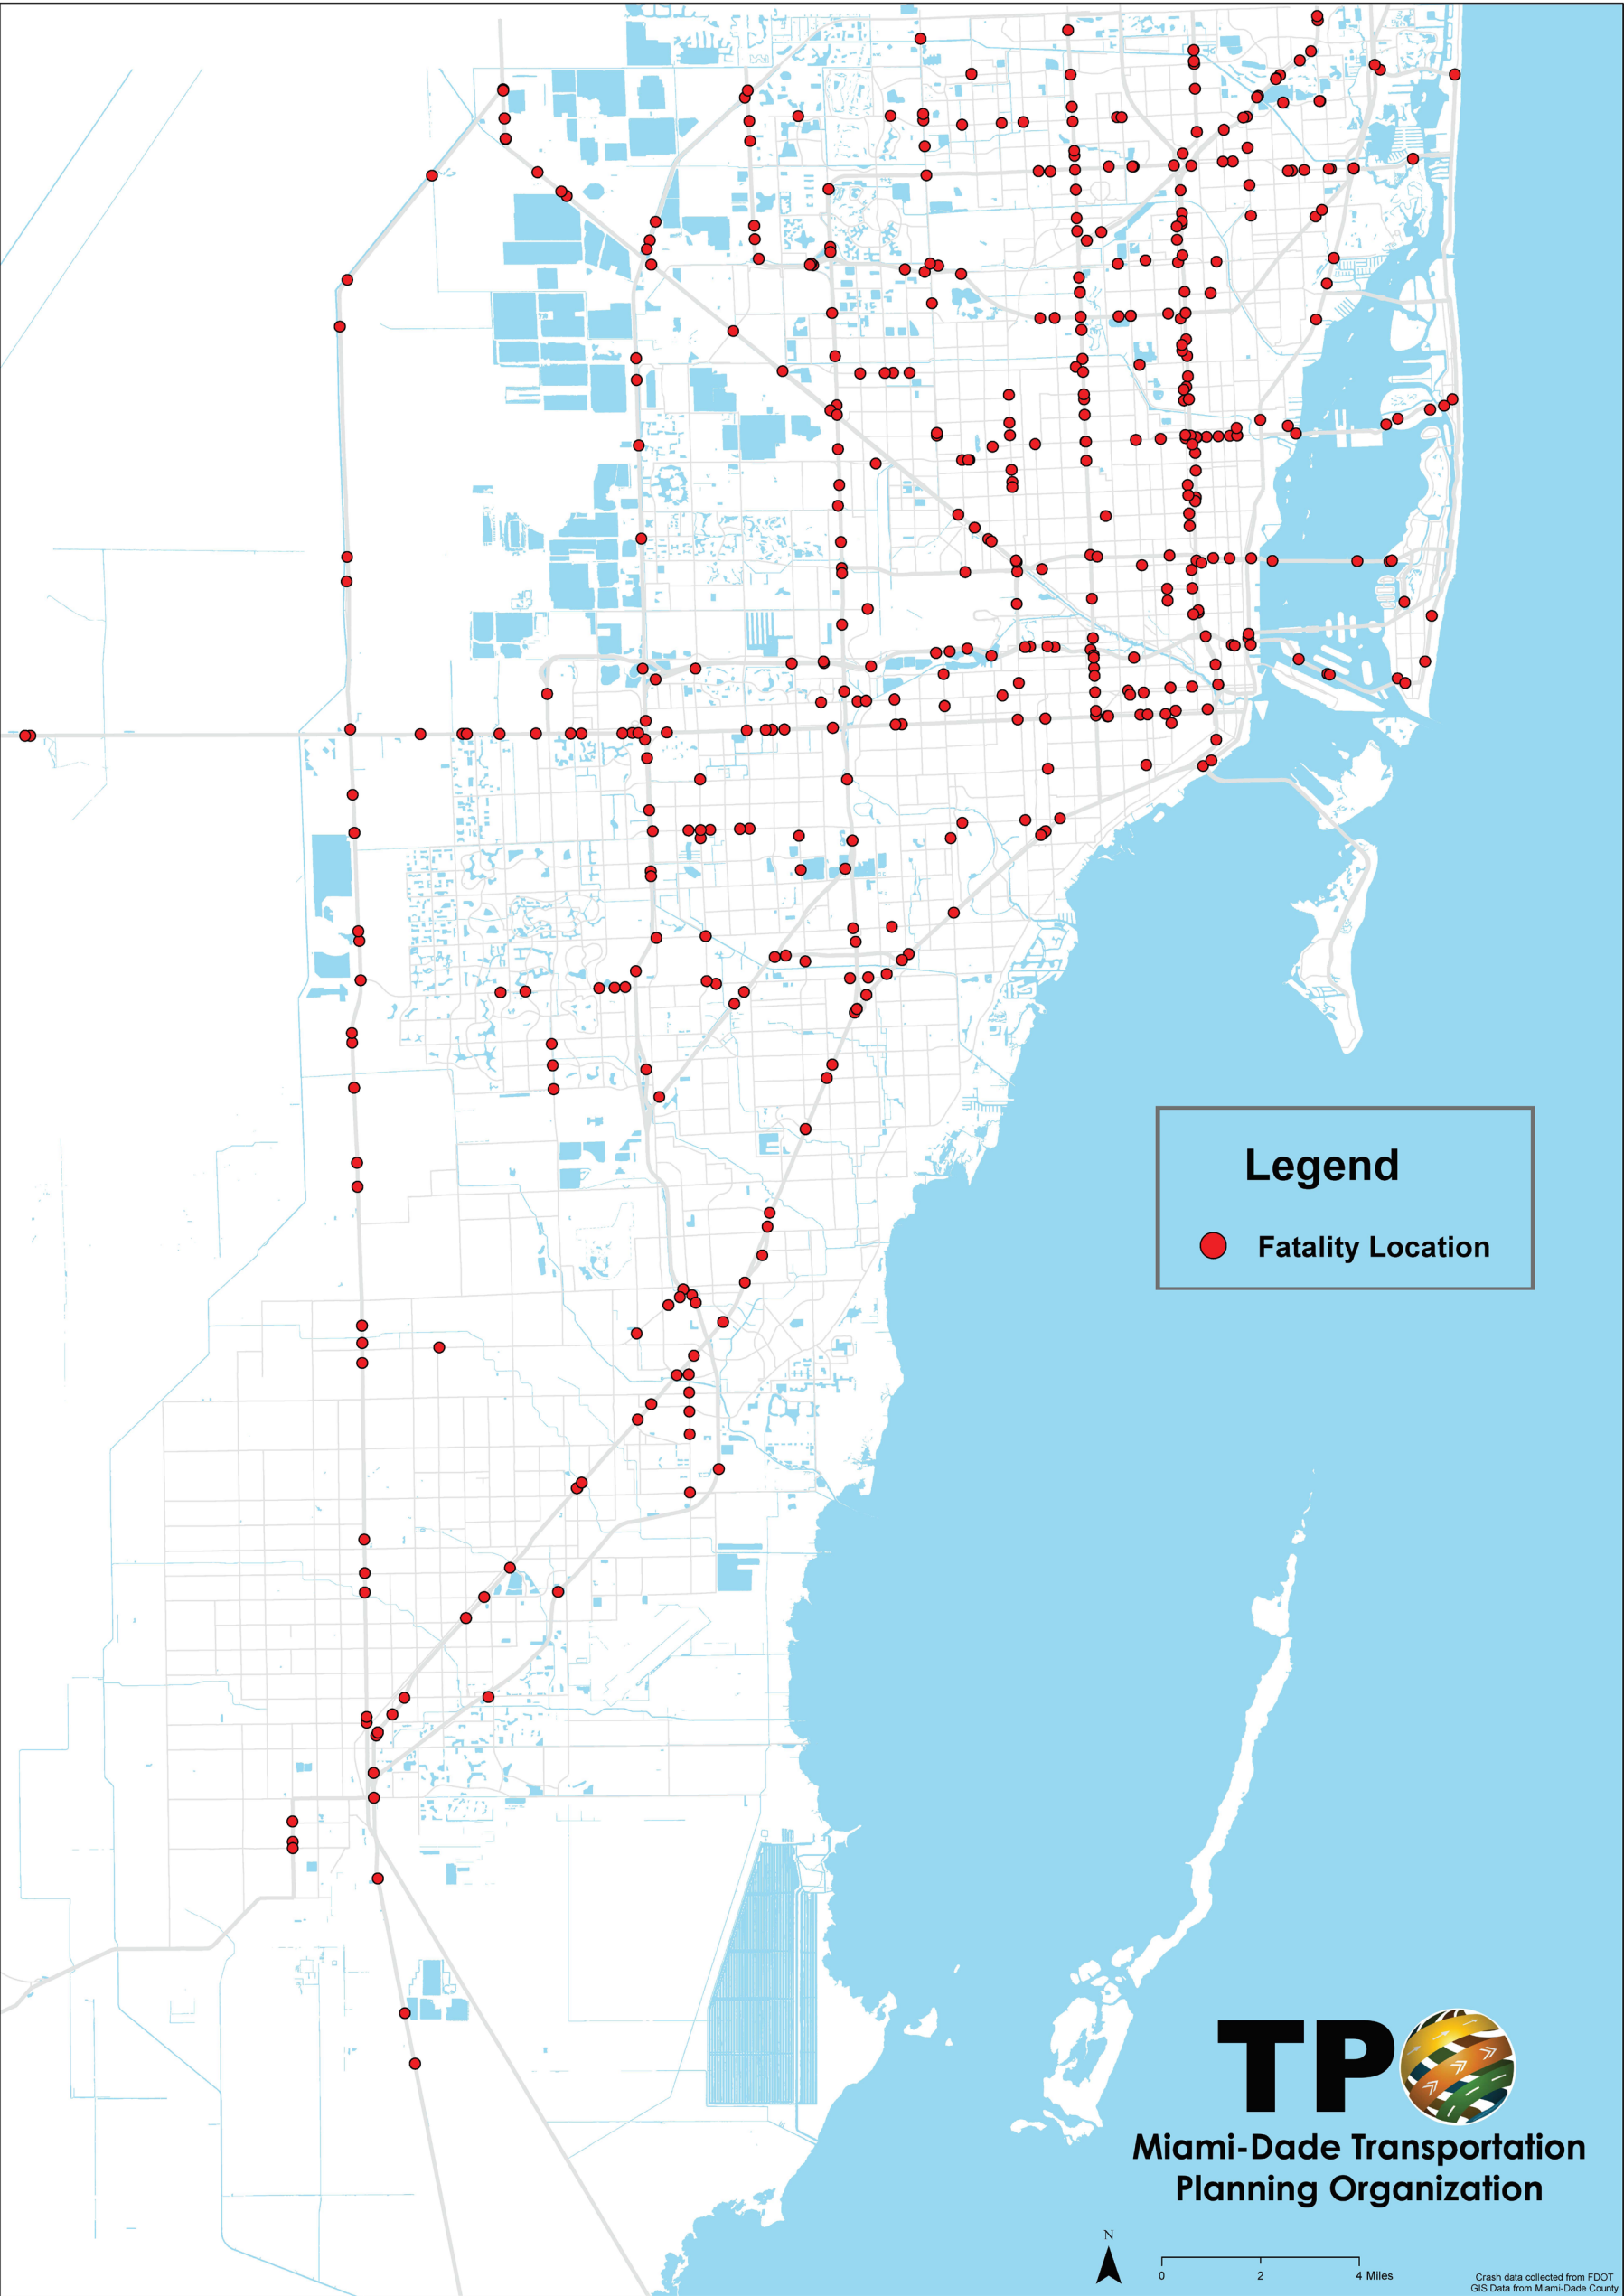 Legend
Fatality Location
TPO
Miami-Dade Transportation
Planning Organization
N
0 2 4 Miles
Crash data collected from FDOT
GIS Data from Miami-Dade County